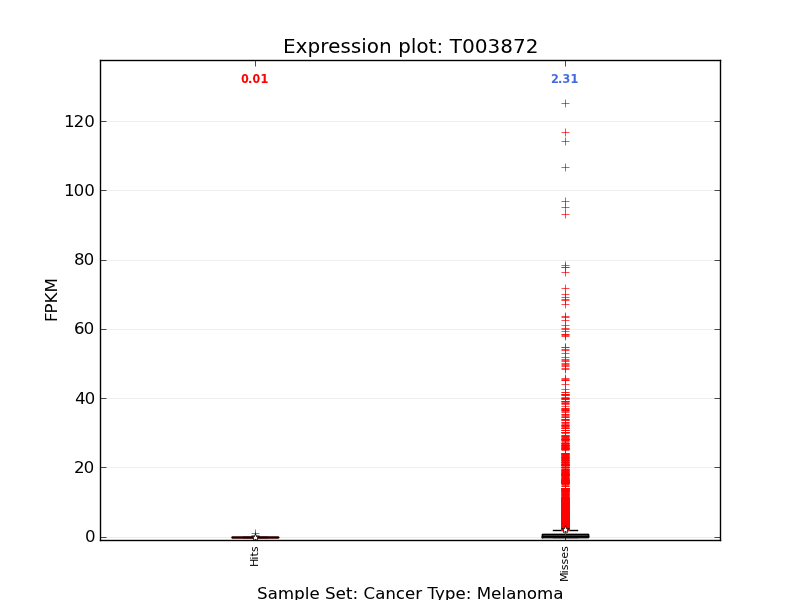 Expression plot: T003872
0.01
2.31
120
100
80
60
40
20
0
FPKM
Hits
Misses
Sample Set: Cancer Type: Melanoma